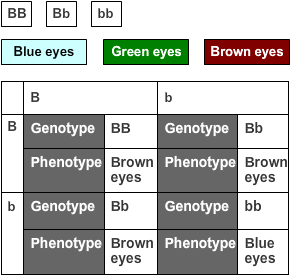 BB Bb bb
Blue eyes Green eyes Brown eyes
B b
B Genotype BB Genotype Bb
Phenotype Brown eyes Phenotype Brown eyes
b Genotype Bb Genotype bb
Phenotype Brown eyes Phenotype Blue eyes